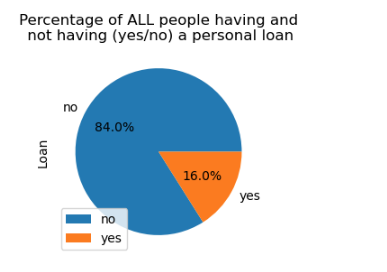 Percentage of ALL people having and
not having (yes/no) a personal loan
no
84.0%
Loan
16.0%
yes
no
yes